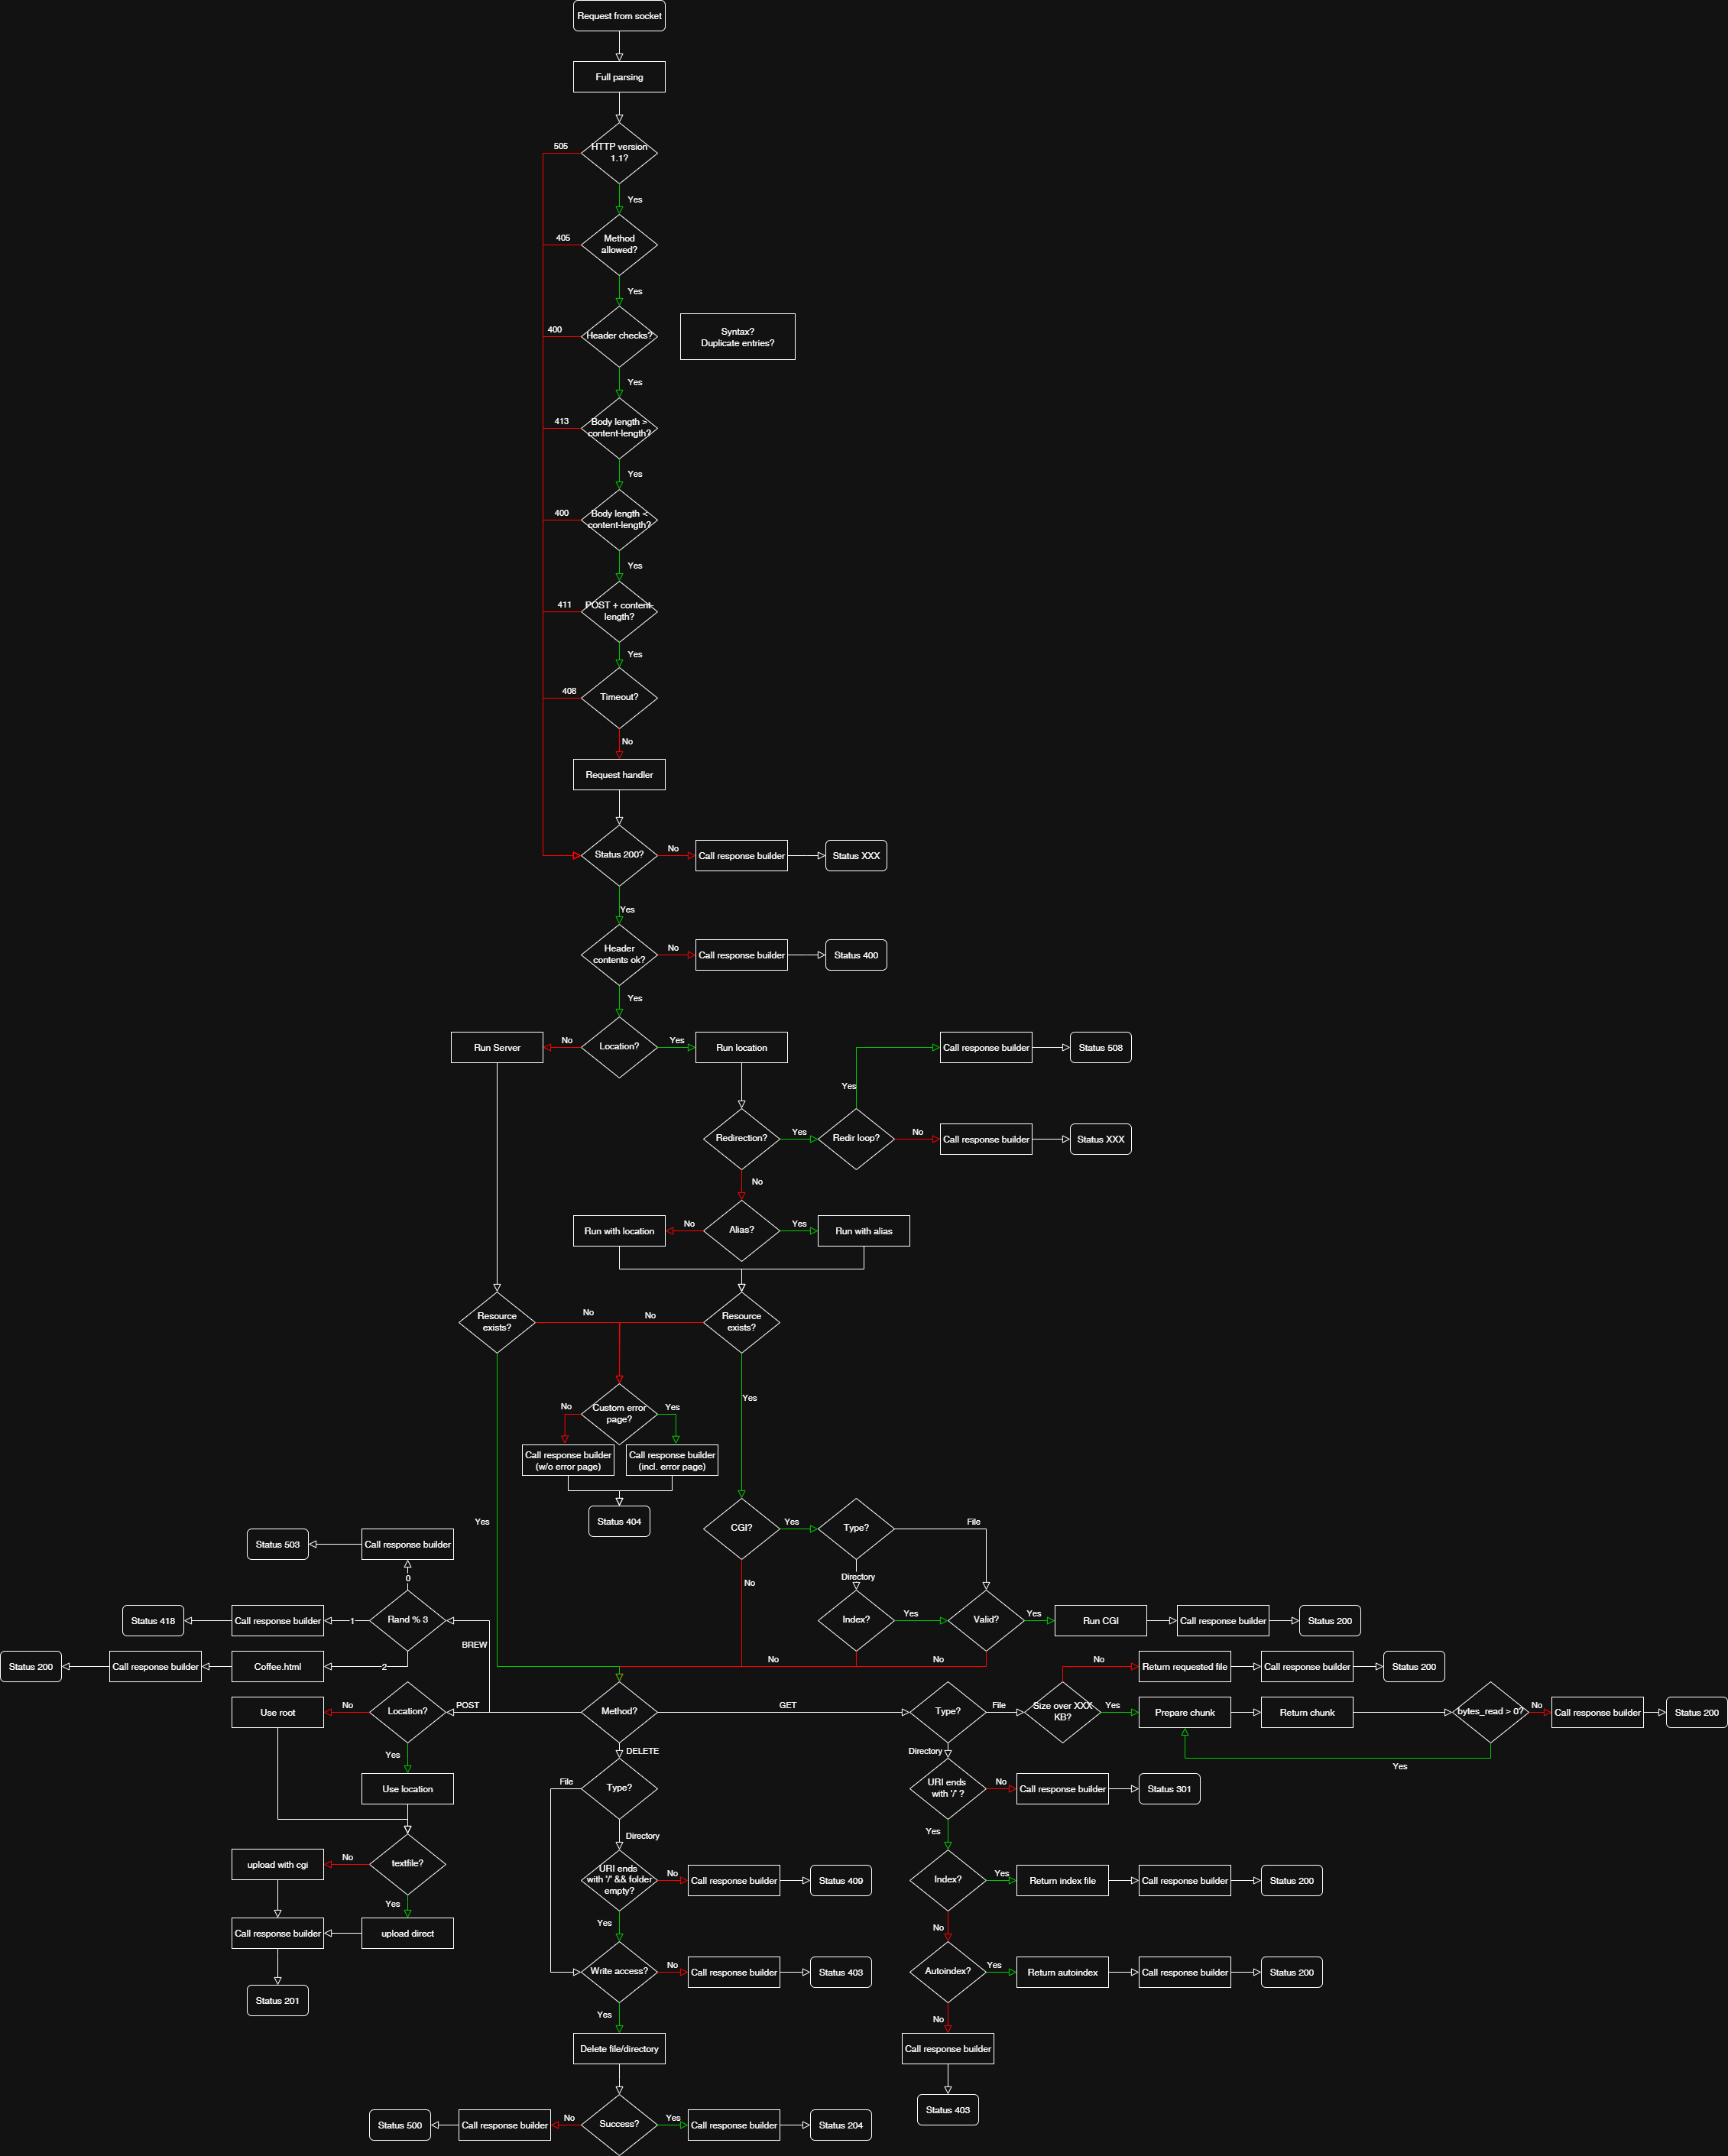 Request from socket
Full parsing
HTTP version
1.1?
505
Yes
Method
allowed?
405
Yes
Header checks?
400
Syntax?
Duplicate entries?
Yes
Body length >
content-length?
413
Yes
Body length <
content-length?
400
Yes
POST + content-
length?
411
Yes
Timeout?
408
No
Request handler
Status 200?
No
Call response builder
Status XXX
Yes
Header
contents ok?
No
Call response builder
Status 400
Yes
Run Server
No
Location?
Yes
Run location
Call response builder
Status 508
Yes
Redirection?
Yes
Redir loop?
No
Call response builder
Status XXX
No
Run with location
No
Alias?
Yes
Run with alias
Resource
exists?
No
No
Resource
exists?
Yes
No
Custom error
page?
Yes
Call response builder
(w/o error page)
Call response builder
(incl. error page)
Status 404
Yes
CGI?
Yes
Type?
File
Status 503
Call response builder
0
No
Directory
Status 418
Call response builder
1
Rand % 3
Index?
Yes
Valid?
Yes
Run CGI
Call response builder
Status 200
BREW
No
No
Status 200
Call response builder
Coffee.html
2
No
Return requested file
Call response builder
Status 200
Use root
No
Location?
POST
Method?
GET
Type?
File
Size over XXX
KB?
Yes
Prepare chunk
Return chunk
bytes_read > 0?
No
Call response builder
Status 200
Yes
Yes
DELETE
Directory
Use location
File
Type?
URI ends
with '/' ?
No
Call response builder
Status 301
Directory
Yes
upload with cgi
No
textfile?
URI ends
with '/' && folder
empty?
No
Call response builder
Status 409
Index?
Yes
Return index file
Call response builder
Status 200
Yes
Yes
No
Call response builder
upload direct
Write access?
No
Call response builder
Status 403
Autoindex?
Yes
Return autoindex
Call response builder
Status 200
Status 201
Yes
No
Delete file/directory
Call response builder
Status 403
Status 500
Call response builder
No
Success?
Yes
Call response builder
Status 204